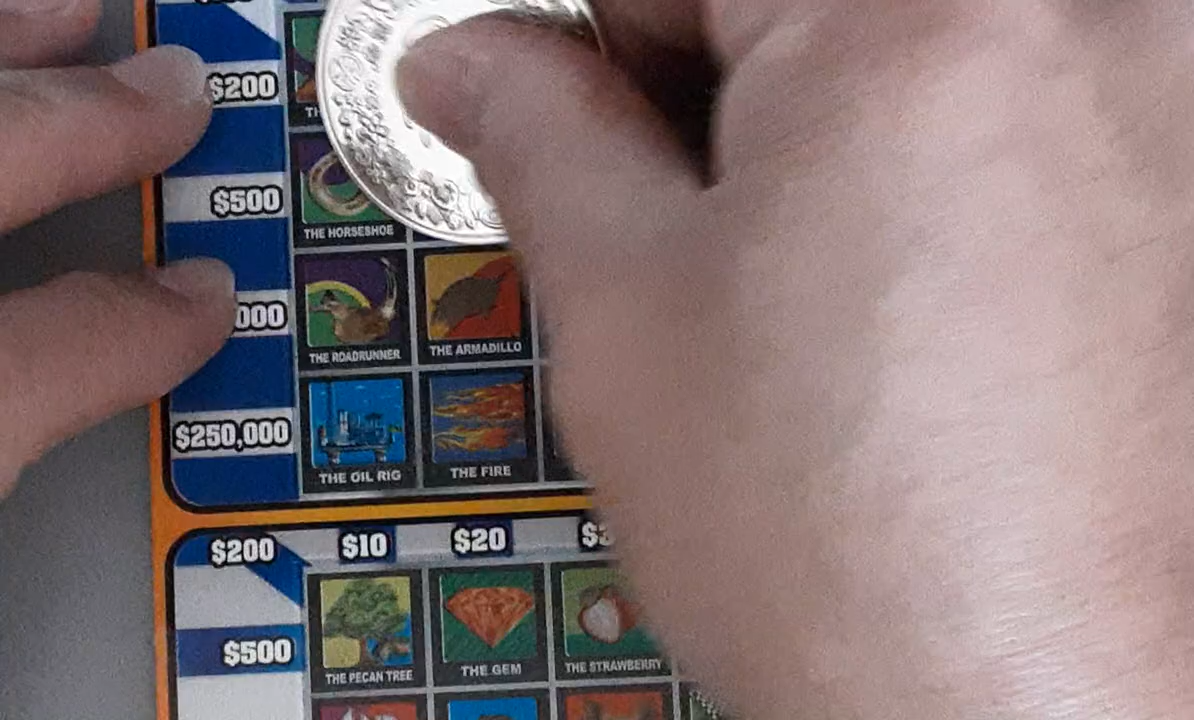 $200
$500
THE HORSESHOE
000
THE ROADRUNNER THE ARMADILLO
$250,000
THE OIL RIG THE FIRE
$200 $10 $20
$500
THE PECAN TREE THE GEM THE STRAWBERRY